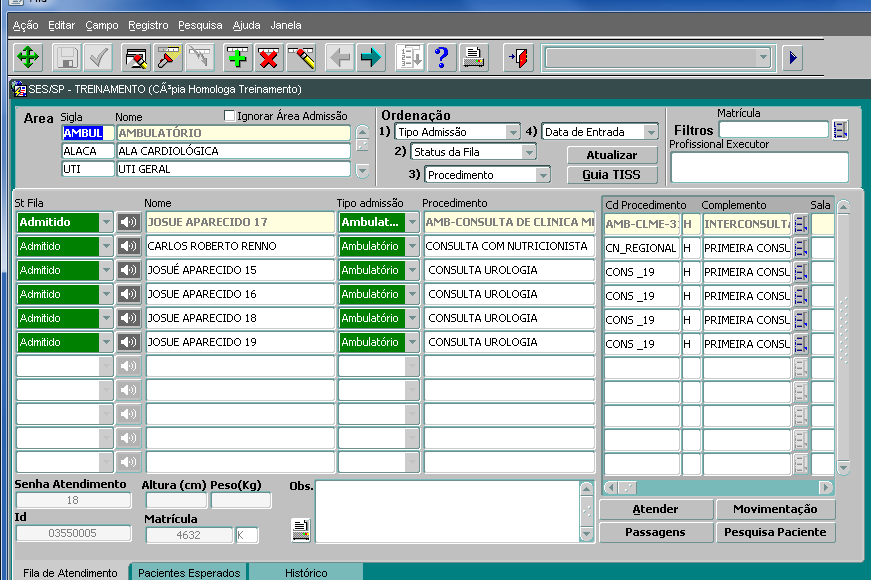 Fila
Ação Editar Campo Registro Pesquisa Ajuda Janela
SES/SP - TREINAMENTO (CÃ³pia Homologa Treinamento)
Area Sigla Nome Ignorar Área Admissão
AMBUL AMBULATÓRIO
ALACA ALA CARDIOLÓGICA
UTI UTI GERAL
Ordenação
1) Tipo Admissão 4) Data de Entrada
2) Status da Fila Atualizar
3) Procedimento Guia TISS
Matrícula
Filtros
Profissional Executor
St Fila Nome Tipo admissão Procedimento Cd Procedimento Complemento Sala
Admitido JOSUE APARECIDO 17 Ambulat... AMB-CONSULTA DE CLINICA MI AMB-CLME-31 H INTERCONSULTA
Admitido CARLOS ROBERTO RENNO Ambulatório CONSULTA COM NUTRICIONISTA CN_REGIONAL H PRIMEIRA CONSU
Admitido JOSUÉ APARECIDO 15 Ambulatório CONSULTA UROLOGIA CONS _19 H PRIMEIRA CONSU
Admitido JOSUE APARECIDO 16 Ambulatório CONSULTA UROLOGIA CONS _19 H PRIMEIRA CONSU
Admitido JOSUE APARECIDO 18 Ambulatório CONSULTA UROLOGIA CONS _19 H PRIMEIRA CONSU
Admitido JOSUE APARECIDO 19 Ambulatório CONSULTA UROLOGIA CONS _19 H PRIMEIRA CONSU
Senha Atendimento Altura (cm) Peso(Kg) Obs.
18
Id Matrícula
03550005 4632 K
Atender Movimentação
Passagens Pesquisa Paciente
Fila de Atendimento Pacientes Esperados Histórico